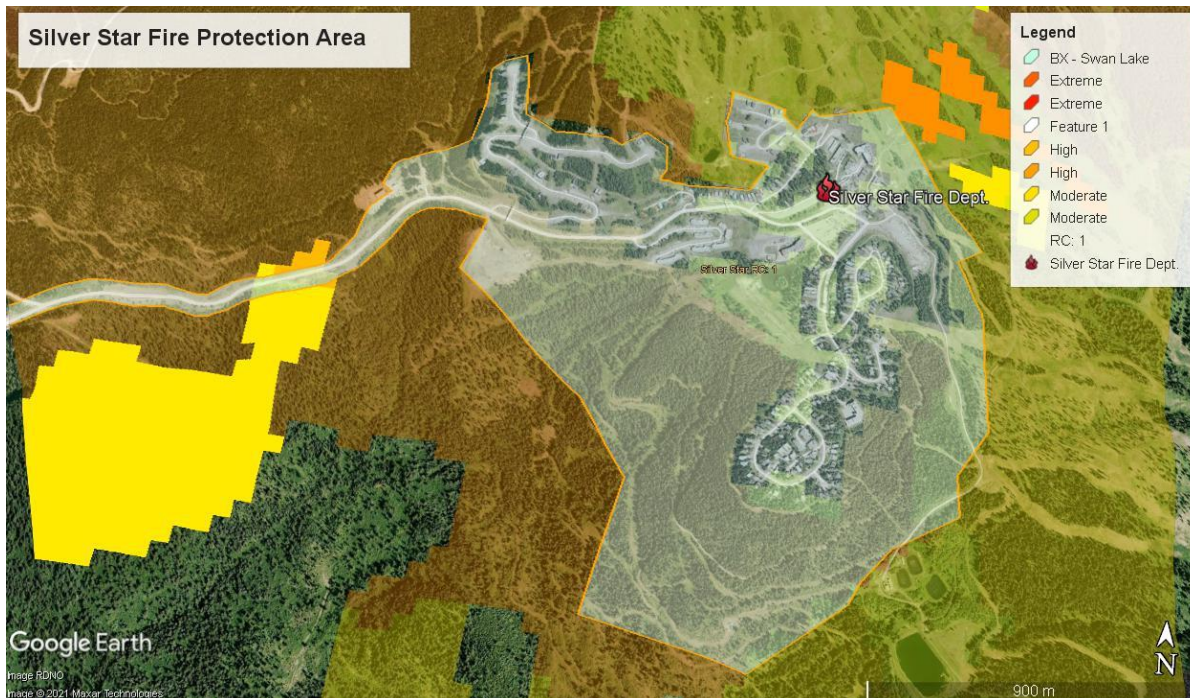 Silver Star Fire Protection Area
Legend
BX - Swan Lake
Extreme
Extreme
Feature 1
High
High
Moderate
Moderate
RC: 1
Silver Star Fire Dept.
Silver Star Fire Dept.
Silver Star RC: 1
Google Earth
Image RDNO
Image © 2021 Maxar Technologies
N
900 m